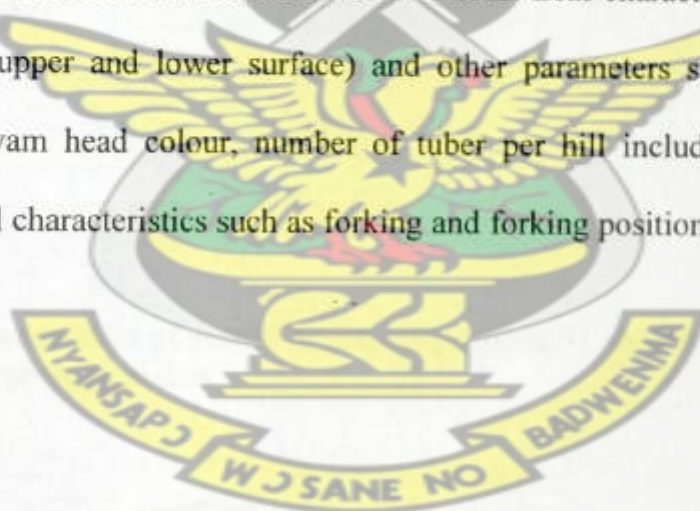 upper and lower surface) and other parameters s
yam head colour, number of tuber per hill includ
characteristics such as forking and forking position
NYANSAPƆ
WƆSANE NO
BADWENMA